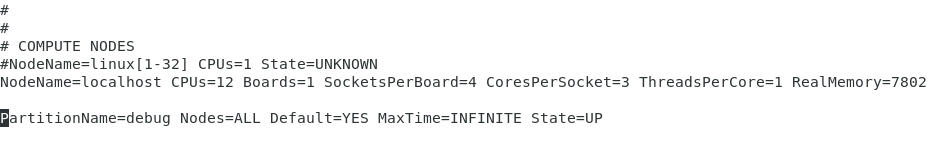 #
#
# COMPUTE NODES
#NodeName=linux[1-32] CPUs=1 State=UNKNOWN
NodeName=localhost CPUs=12 Boards=1 SocketsPerBoard=4 CoresPerSocket=3 ThreadsPerCore=1 RealMemory=7802
PartitionName=debug Nodes=ALL Default=YES MaxTime=INFINITE State=UP